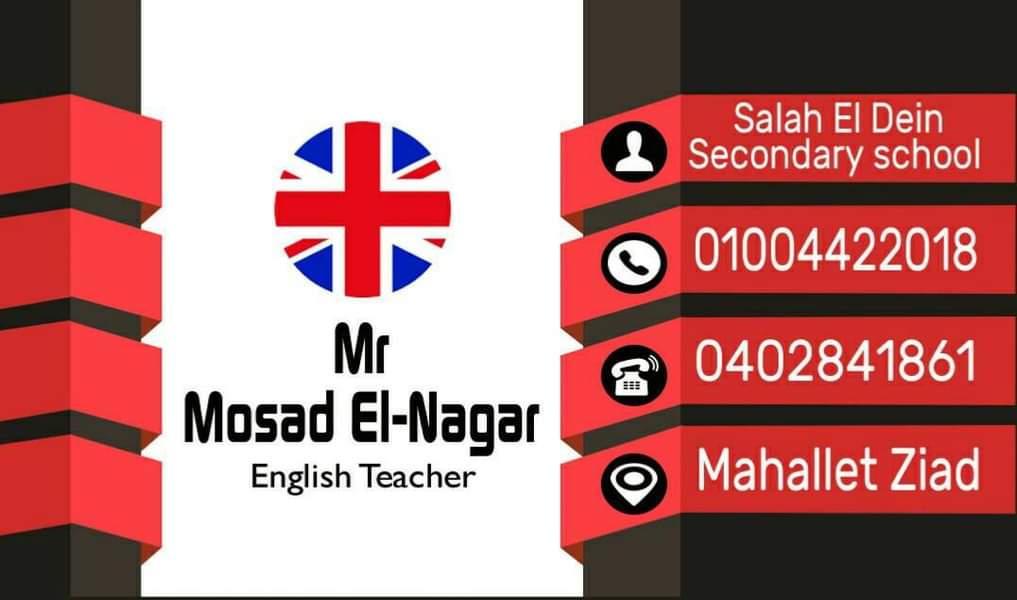 Mr
Mosad El-Nagar
English Teacher
Salah El Dein
Secondary school
01004422018
0402841861
Mahallet Ziad